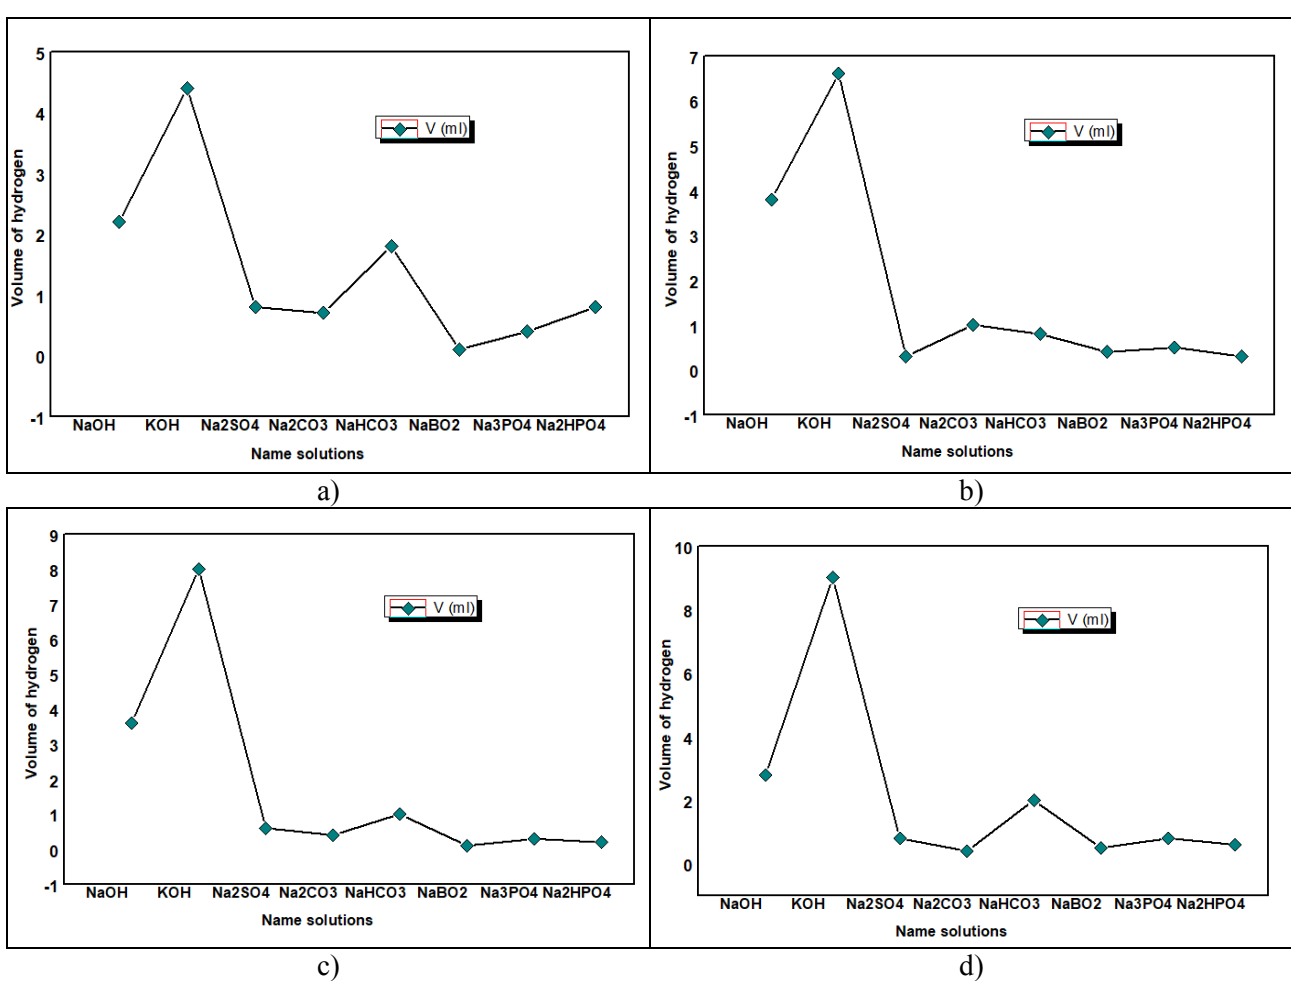 5
4
3
2
1
0
-1
Volume of hydrogen
V (ml)
NaOH KOH Na2SO4 Na2CO3 NaHCO3 NaBO2 Na3PO4 Na2HPO4
Name solutions
a)
7
6
5
4
3
2
1
0
-1
Volume of hydrogen
V (ml)
NaOH KOH Na2SO4 Na2CO3 NaHCO3 NaBO2 Na3PO4 Na2HPO4
Name solutions
b)
9
8
7
6
5
4
3
2
1
0
-1
Volume of hydrogen
V (ml)
NaOH KOH Na2SO4 Na2CO3 NaHCO3 NaBO2 Na3PO4 Na2HPO4
Name solutions
c)
10
8
6
4
2
0
Volume of hydrogen
V (ml)
NaOH KOH Na2SO4 Na2CO3 NaHCO3 NaBO2 Na3PO4 Na2HPO4
Name solutions
d)